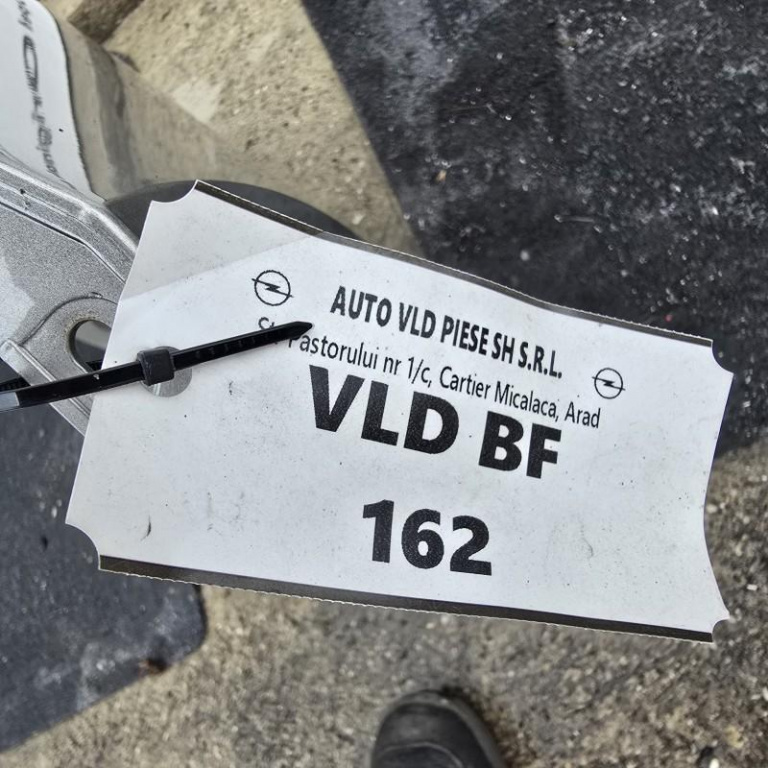 AUTO VLD PIESE SH S.R.L.
Pastorului nr 1/c, Cartier Micalaca, Arad
VLD BF
162